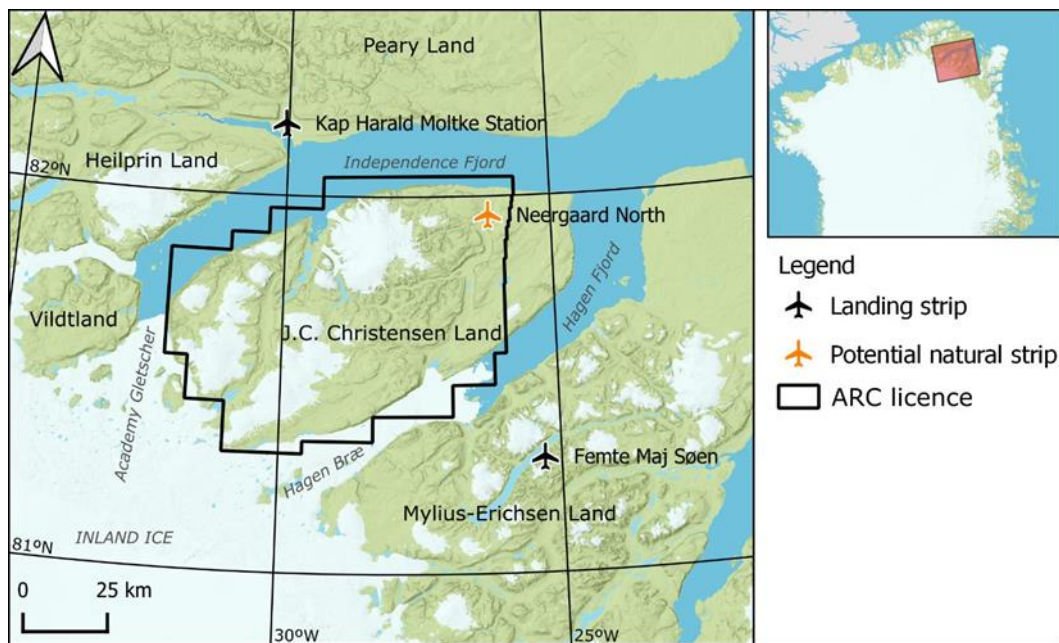 Peary Land
Kap Harald Moltke Station
Heilprin Land
82ºN
Independence Fjord
Neergaard North
Hagen Fjord
Vildtland
J.C. Christensen Land
Academy Gletscher
Hagen Bræ
Femte Maj Søen
Mylius-Erichsen Land
INLAND ICE
81ºN
0 25 km
30ºW
25ºW
Legend
Landing strip
Potential natural strip
ARC licence